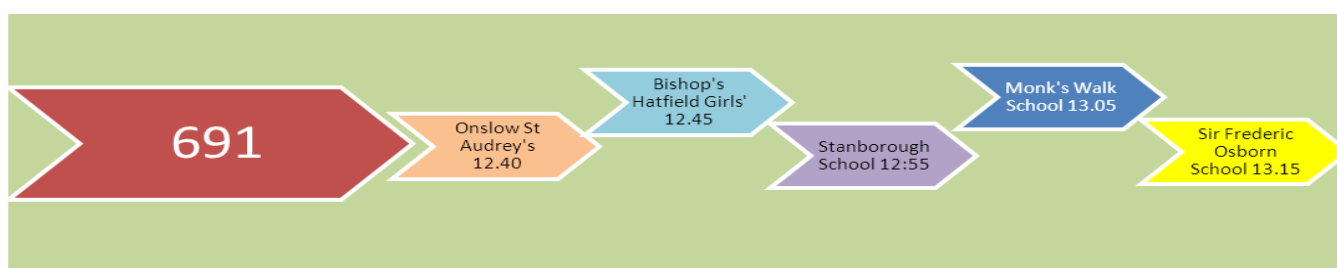 691
Onslow St
Audrey's
12.40
Bishop's
Hatfield Girls'
12.45
Stanborough
School 12:55
Monk's Walk
School 13.05
Sir Frederic
Osborn
School 13.15